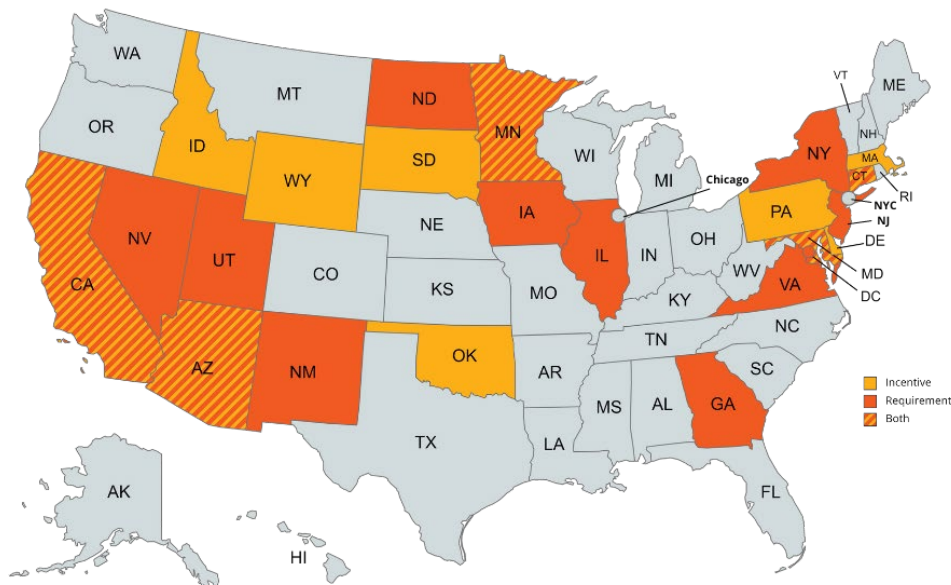 WA
MT
ND
MN
VT
ME
OR
ID
WY
SD
WI
MI
NY
NH
MA
CT
RI
Chicago
NYC
NJ
NV
UT
CO
NE
IA
IL
IN
OH
PA
DE
MD
DC
CA
AZ
NM
KS
MO
KY
WV
VA
OK
AR
TN
NC
SC
TX
LA
MS
AL
GA
FL
AK
HI
Incentive
Requirement
Both